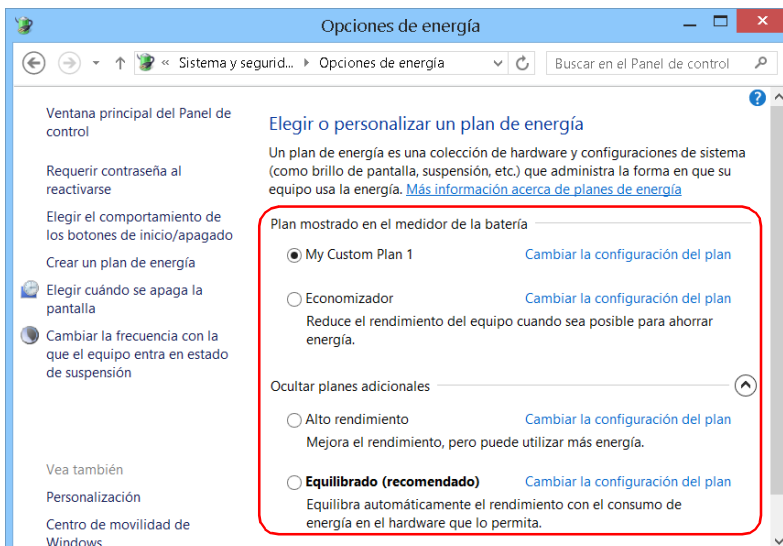 Opciones de energía
« Sistema y segurid... Opciones de energía
Buscar en el Panel de control
Ventana principal del Panel de
control
Requerir contraseña al
reactivarse
Elegir el comportamiento de
los botones de inicio/apagado
Crear un plan de energía
Elegir cuándo se apaga la
pantalla
Cambiar la frecuencia con la
que el equipo entra en estado
de suspensión
Vea también
Personalización
Centro de movilidad de
Windows
Elegir o personalizar un plan de energía
Un plan de energía es una colección de hardware y configuraciones de sistema
(como brillo de pantalla, suspensión, etc.) que administra la forma en que su
equipo usa la energía. Más información acerca de planes de energía
Plan mostrado en el medidor de la batería
My Custom Plan 1 Cambiar la configuración del plan
Economizador Cambiar la configuración del plan
Reduce el rendimiento del equipo cuando sea posible para ahorrar
energía.
Ocultar planes adicionales
Alto rendimiento Cambiar la configuración del plan
Mejora el rendimiento, pero puede utilizar más energía.
Equilibrado (recomendado) Cambiar la configuración del plan
Equilibra automáticamente el rendimiento con el consumo de
energía en el hardware que lo permita.